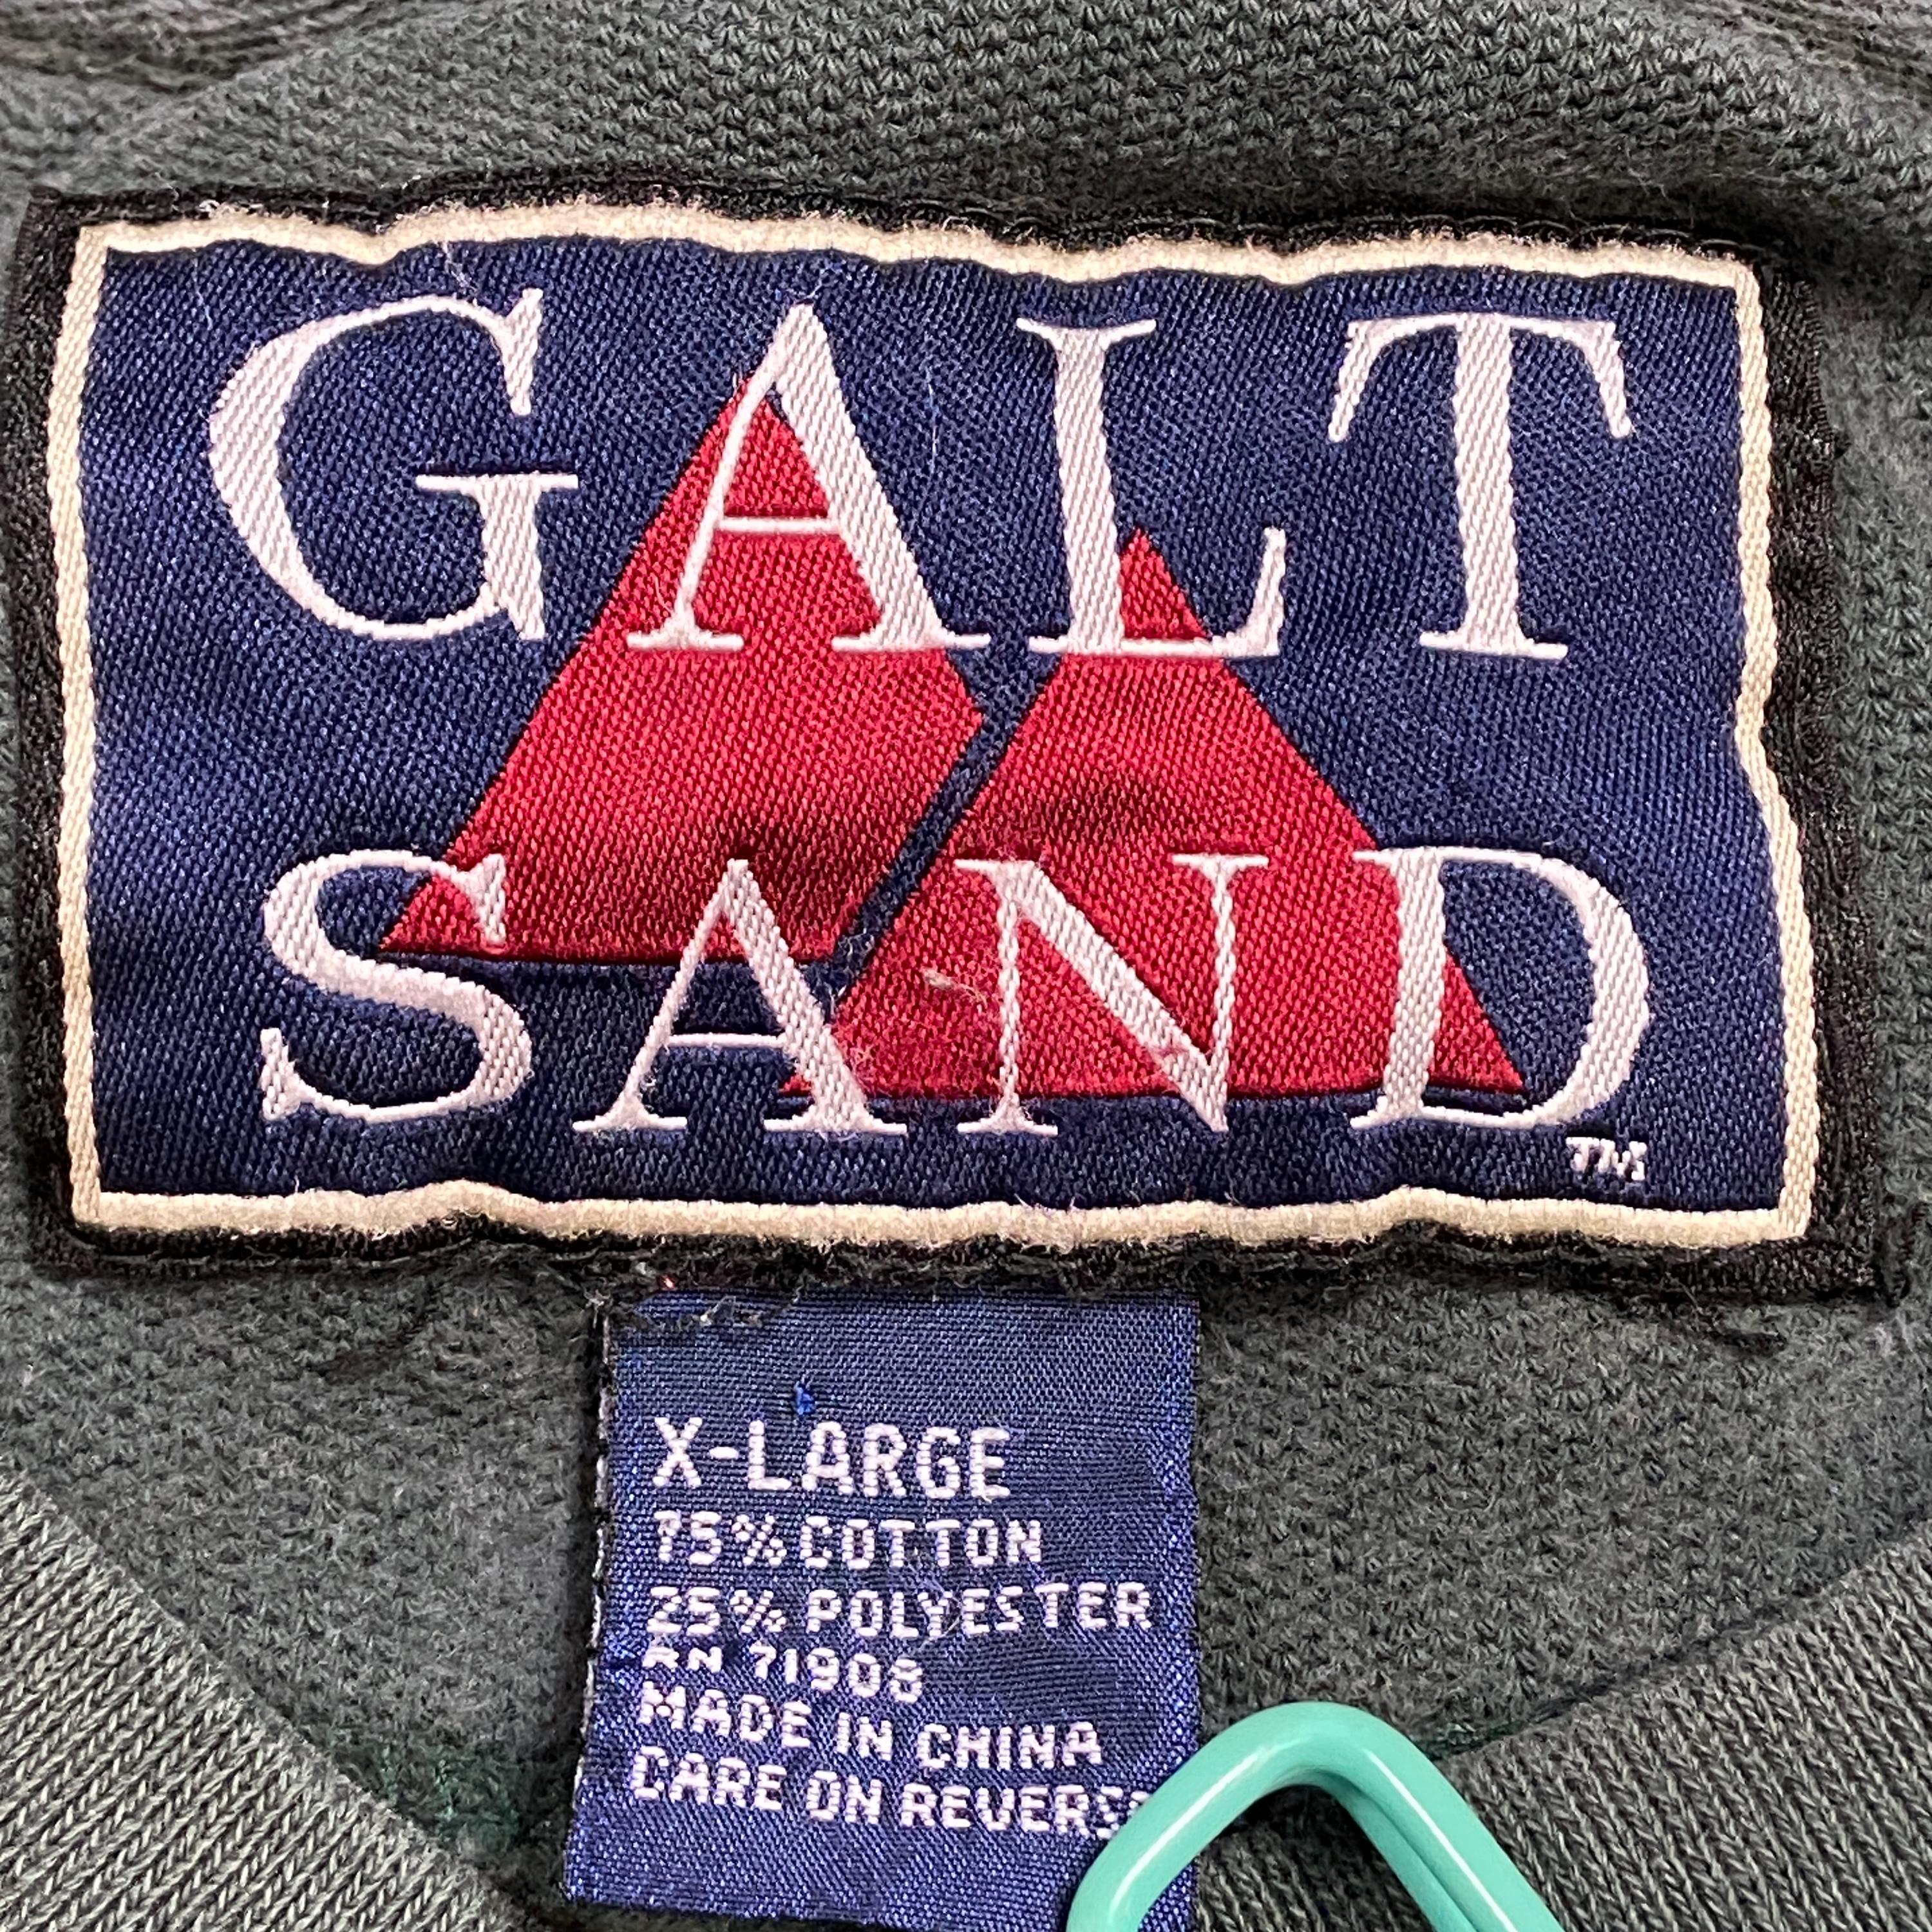 GALT
SAND
TM
X-LARGE
75% COTTON
25% POLYESTER
RN 71908
MADE IN CHINA
CARE ON REVERSE